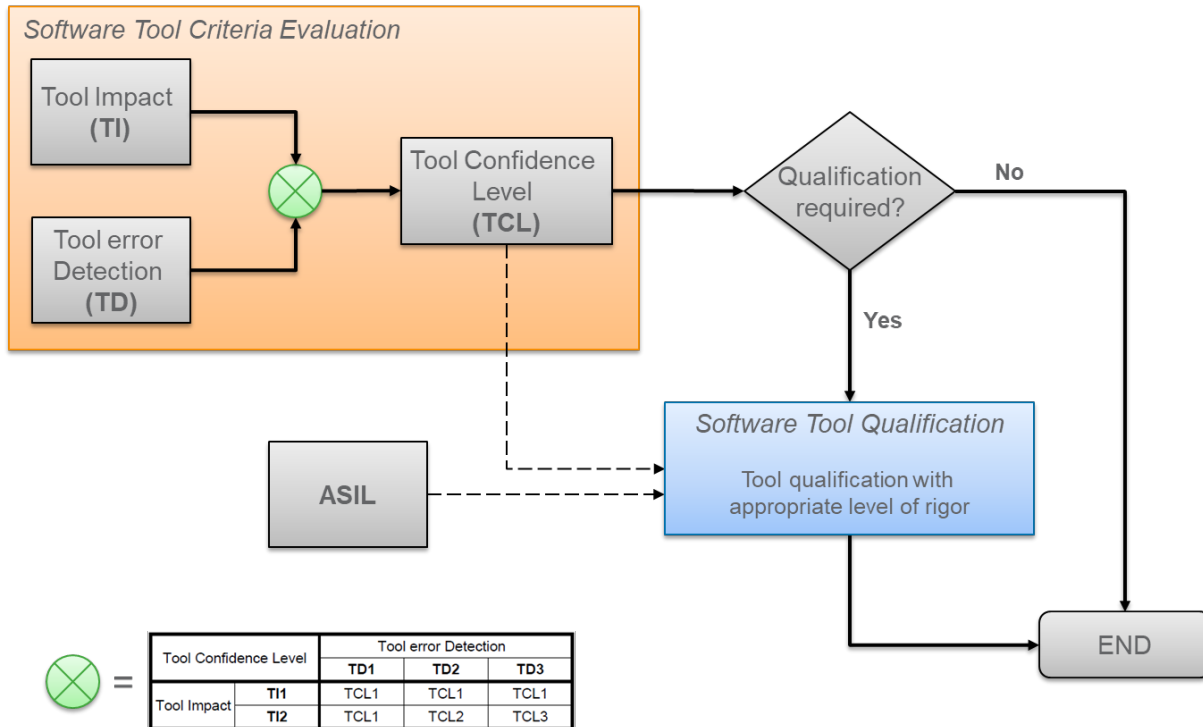 Software Tool Criteria Evaluation
Tool Impact
(TI)
Tool error
Detection
(TD)
Tool Confidence
Level
(TCL)
Qualification
required?
No
Yes
Software Tool Qualification
Tool qualification with
appropriate level of rigor
ASIL
END
=
Tool Confidence Level
Tool error Detection
TD1 TD2 TD3
Tool Impact
TI1 TCL1 TCL1 TCL1
TI2 TCL1 TCL2 TCL3